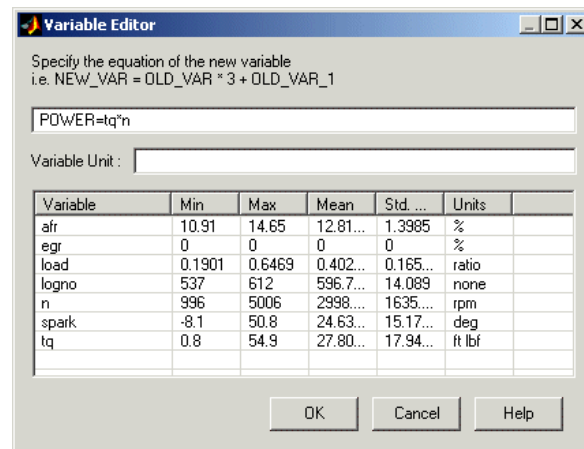 Variable Editor
Specify the equation of the new variable
i.e. NEW_VAR = OLD_VAR * 3 + OLD_VAR_1
POWER=tq*n
Variable Unit :
Variable Min Max Mean Std. ... Units
afr 10.91 14.65 12.81... 1.3985 %
egr 0 0 0 0 %
load 0.1901 0.6469 0.402... 0.165... ratio
logno 537 612 596.7... 14.089 none
n 996 5006 2998.... 1635.... rpm
spark -8.1 50.8 24.63... 15.17... deg
tq 0.8 54.9 27.80... 17.94... ft lbf
OK Cancel Help